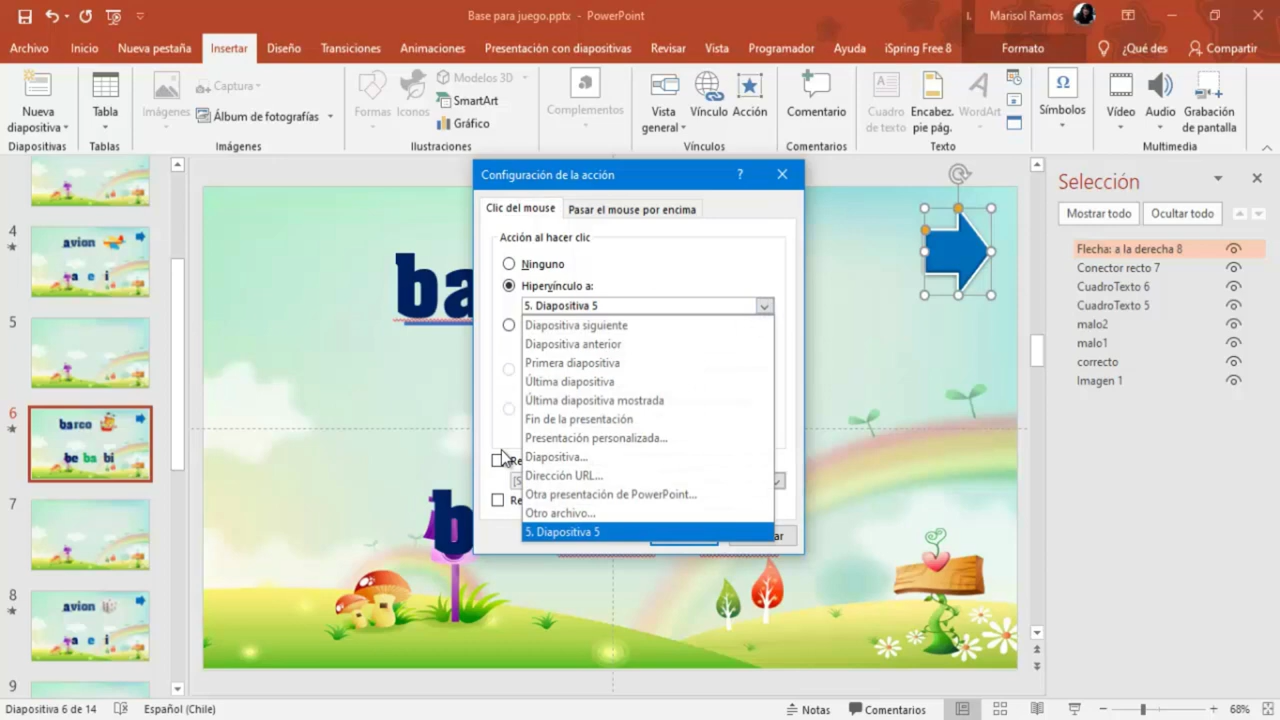 Base para juego.pptx - PowerPoint
Marisol Ramos
Archivo Inicio Nueva pestaña Insertar Diseño Transiciones Animaciones Presentación con diapositivas Revisar Vista Programador Ayuda iSpring Free 8 Formato ¿Qué des Compartir
Nueva diapositiva
Diapositivas
Tabla
Tablas
Imágenes
Captura
Álbum de fotografías
Imágenes
Formas
Iconos
Modelos 3D
SmartArt
Gráfico
Ilustraciones
Complementos
Vista general
Vínculo
Acción
Vínculos
Comentario
Comentarios
Cuadro de texto
Encabez. pie pág.
WordArt
Texto
Símbolos
Vídeo
Audio
Grabación de pantalla
Multimedia
4
avion
a e i
5
6
barco
be ba bi
7
8
avion
a e i
9
ba
b
Configuración de la acción
Clic del mouse
Pasar el mouse por encima
Acción al hacer clic
Ninguno
Hipervínculo a:
5. Diapositiva 5
Diapositiva siguiente
Diapositiva anterior
Primera diapositiva
Última diapositiva
Última diapositiva mostrada
Fin de la presentación
Presentación personalizada...
Diapositiva...
Dirección URL...
Otra presentación de PowerPoint...
Otro archivo...
5. Diapositiva 5
Selección
Mostrar todo
Ocultar todo
Flecha: a la derecha 8
Conector recto 7
CuadroTexto 6
CuadroTexto 5
malo2
malo1
correcto
Imagen 1
Diapositiva 6 de 14
Español (Chile)
Notas
Comentarios
68%